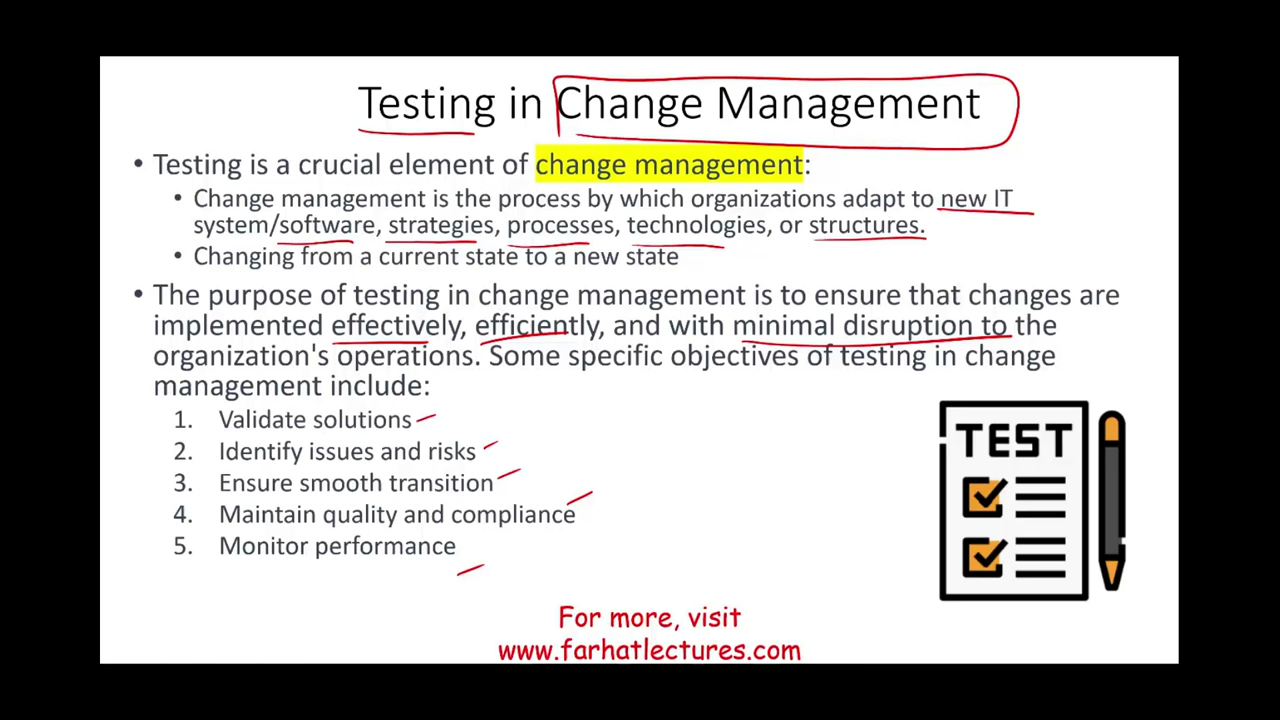 Testing in Change Management
• Testing is a crucial element of change management:
• Change management is the process by which organizations adapt to new IT
system/software, strategies, processes, technologies, or structures.
• Changing from a current state to a new state
• The purpose of testing in change management is to ensure that changes are
implemented effectively, efficiently, and with minimal disruption to the
organization's operations. Some specific objectives of testing in change
management include:
1. Validate solutions
2. Identify issues and risks
3. Ensure smooth transition
4. Maintain quality and compliance
5. Monitor performance
TEST
For more, visit
www.farhatlectures.com